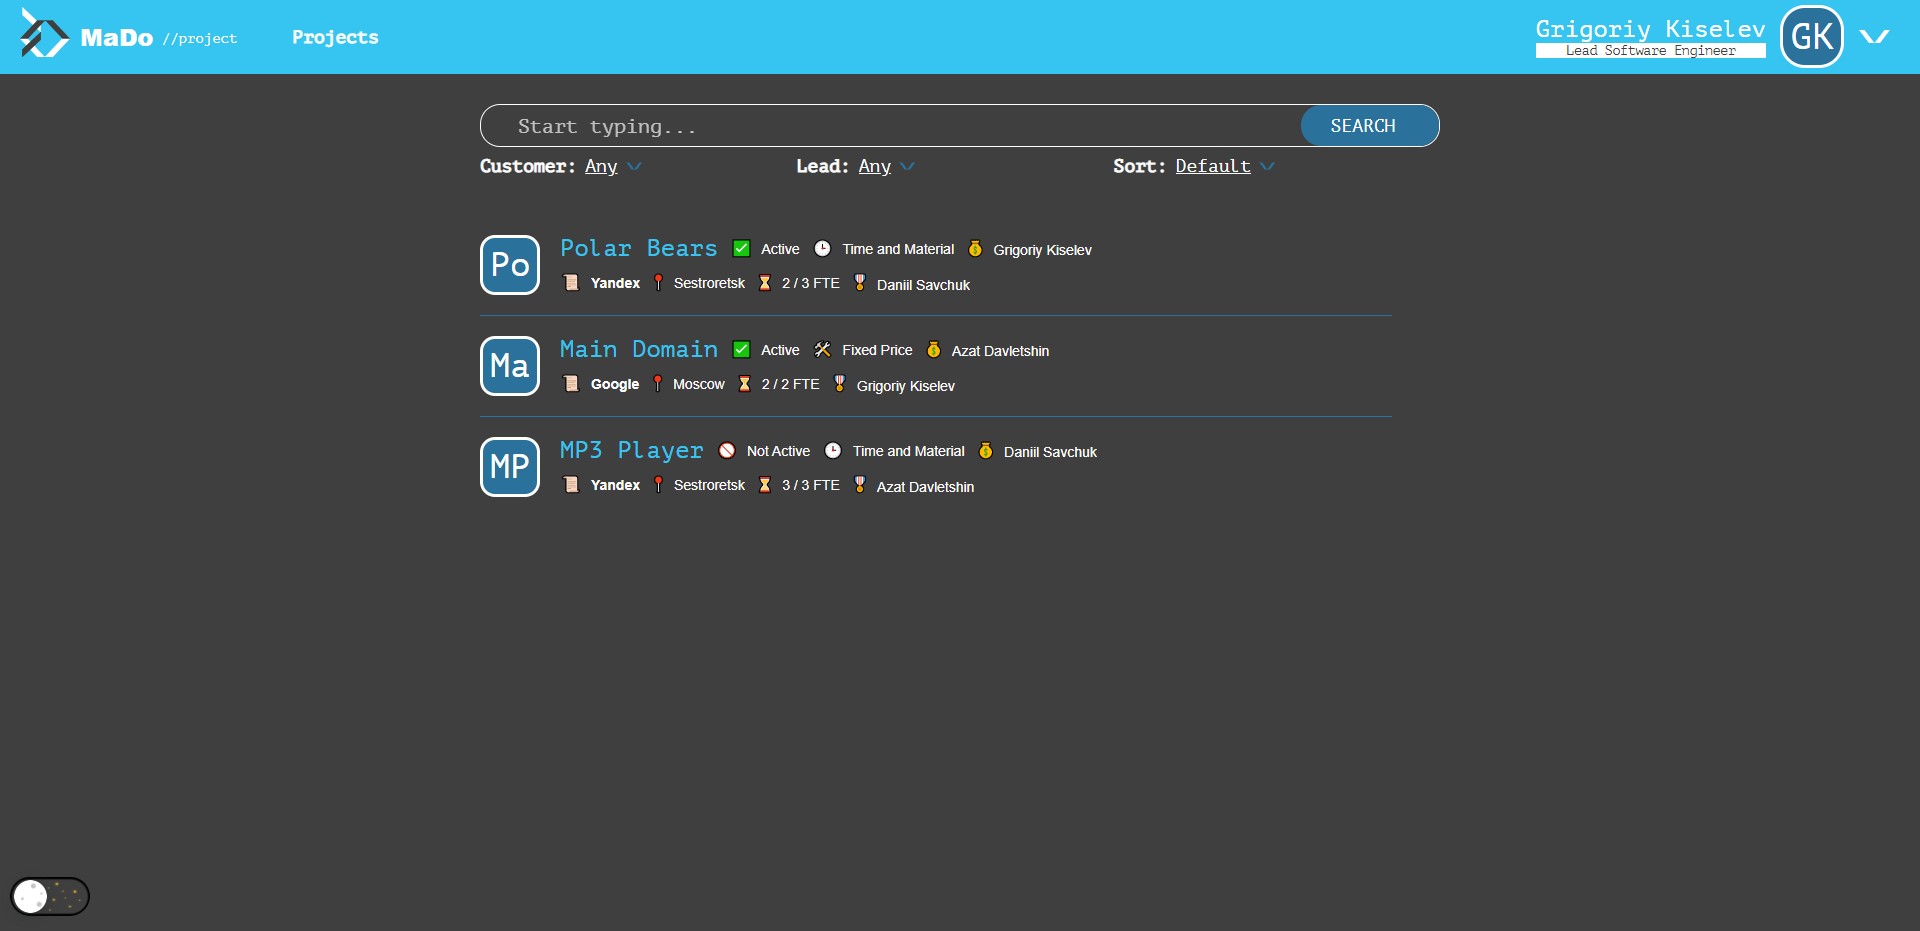 MaDo //project Projects
Grigoriy Kiselev
Lead Software Engineer
GK
Start typing... SEARCH
Customer: Any Lead: Any Sort: Default
Po
Polar Bears Active Time and Material Grigoriy Kiselev
Yandex Sestroretsk 2 / 3 FTE Daniil Savchuk
Ma
Main Domain Active Fixed Price Azat Davletshin
Google Moscow 2 / 2 FTE Grigoriy Kiselev
MP
MP3 Player Not Active Time and Material Daniil Savchuk
Yandex Sestroretsk 3 / 3 FTE Azat Davletshin